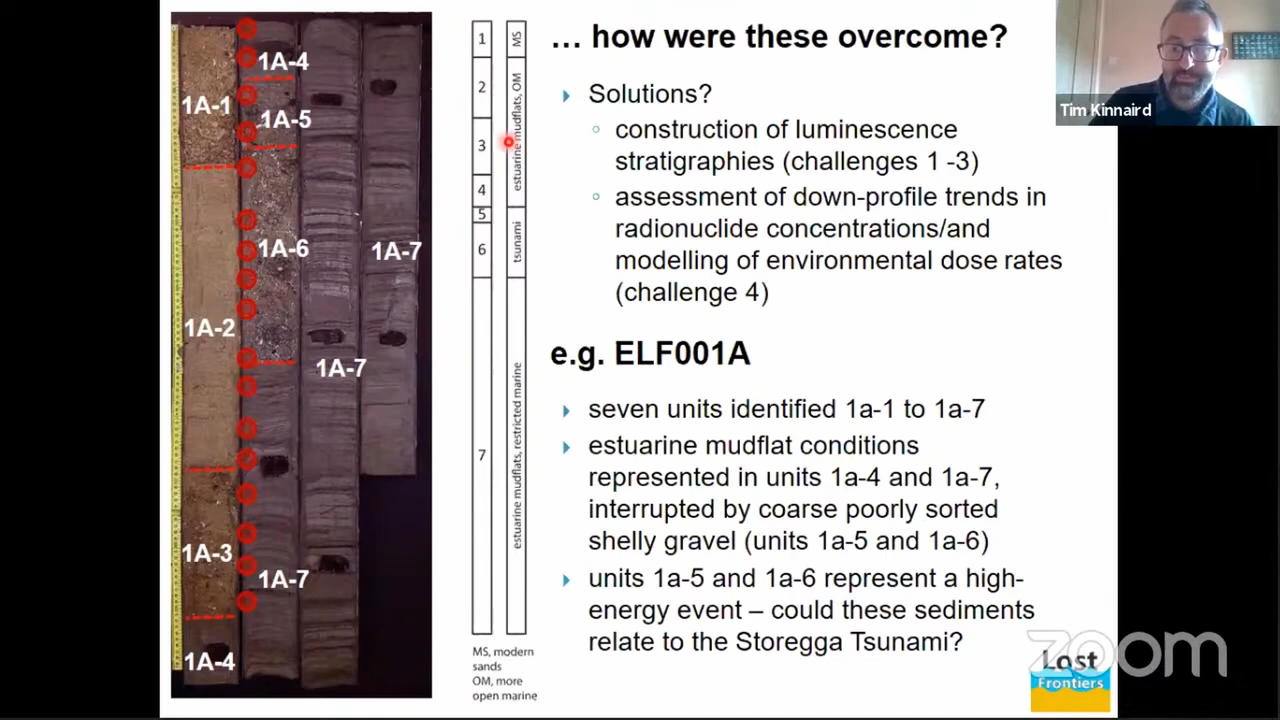 1A-1
1A-2
1A-3
1A-4
1A-4
1A-5
1A-6
1A-7
1A-7
1A-7
1
2
3
4
5
6
7
MS
estuarine mudflats, OM
tsunami
estuarine mudflats, restricted marine
MS, modern
sands
OM, more
open marine
… how were these overcome?
Solutions?
construction of luminescence
stratigraphies (challenges 1 -3)
assessment of down-profile trends in
radionuclide concentrations/and
modelling of environmental dose rates
(challenge 4)
e.g. ELF001A
seven units identified 1a-1 to 1a-7
estuarine mudflat conditions
represented in units 1a-4 and 1a-7,
interrupted by coarse poorly sorted
shelly gravel (units 1a-5 and 1a-6)
units 1a-5 and 1a-6 represent a high-
energy event – could these sediments
relate to the Storegga Tsunami?
Tim Kinnaird
zoom
Lost
Frontiers